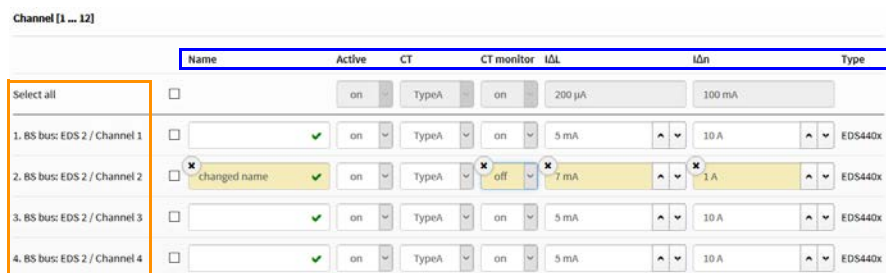 Channel [1 ... 12]
Name Active CT CT monitor IΔL IΔn Type
Select all on TypeA on 200 µA 100 mA
1. BS bus: EDS 2 / Channel 1 on TypeA on 5 mA 10 A EDS440x
2. BS bus: EDS 2 / Channel 2 changed name on TypeA off 7 mA 1 A EDS440x
3. BS bus: EDS 2 / Channel 3 on TypeA on 5 mA 10 A EDS440x
4. BS bus: EDS 2 / Channel 4 on TypeA on 5 mA 10 A EDS440x